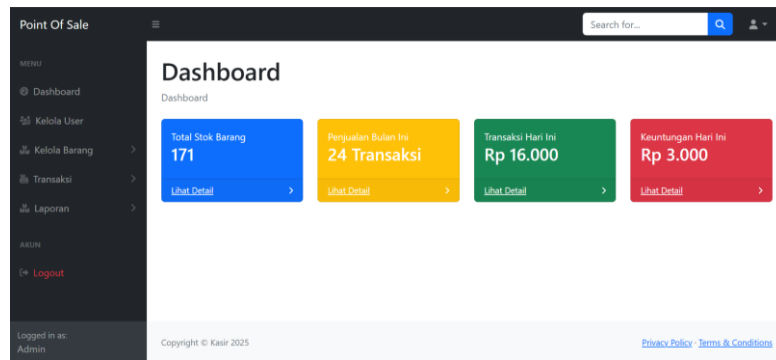 Point Of Sale
Search for...
MENU
Dashboard
Kelola User
Kelola Barang
Transaksi
Laporan
AKUN
Logout
Logged in as:
Admin
Dashboard
Dashboard
Total Stok Barang
171
Lihat Detail
Penjualan Bulan Ini
24 Transaksi
Lihat Detail
Transaksi Hari Ini
Rp 16.000
Lihat Detail
Keuntungan Hari Ini
Rp 3.000
Lihat Detail
Copyright © Kasir 2025
Privacy Policy · Terms & Conditions